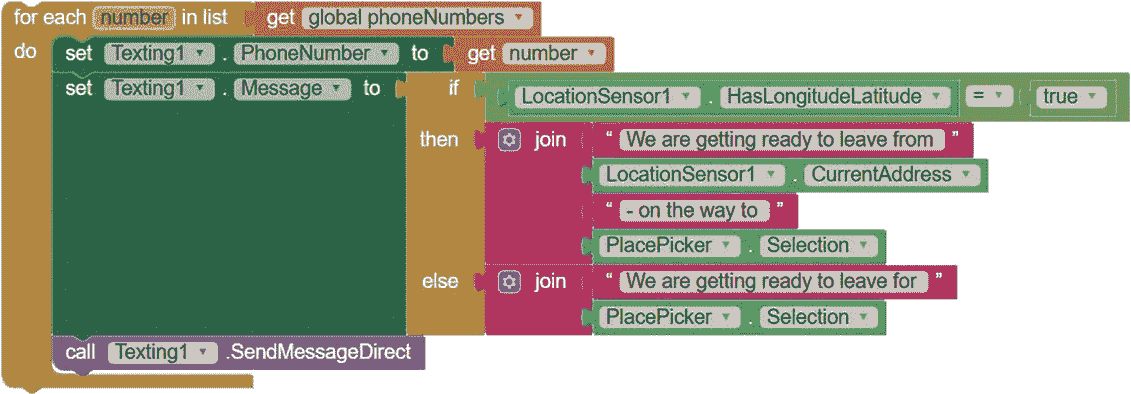 for each number in list get global phoneNumbers
do set Texting1 . PhoneNumber to get number
set Texting1 . Message to if LocationSensor1 . HasLongitudeLatitude = true
then join “ We are getting ready to leave from ”
LocationSensor1 . CurrentAddress
“ - on the way to ”
PlacePicker . Selection
else join “ We are getting ready to leave for ”
PlacePicker . Selection
call Texting1 .SendMessageDirect